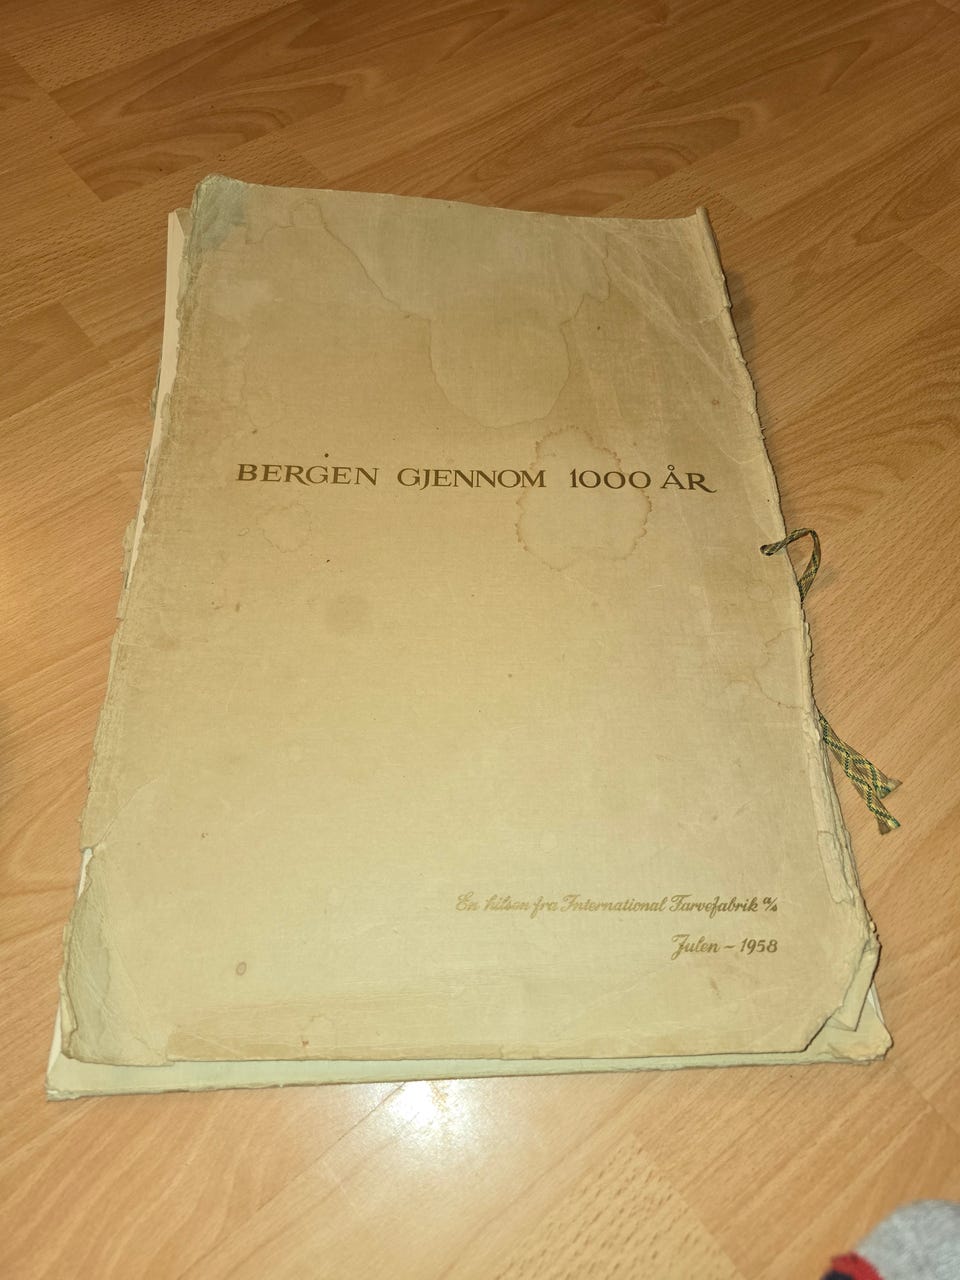 BERGEN GJENNOM 1000 ÅR
En hilsen fra International Farvefabrik A/S
Julen - 1958